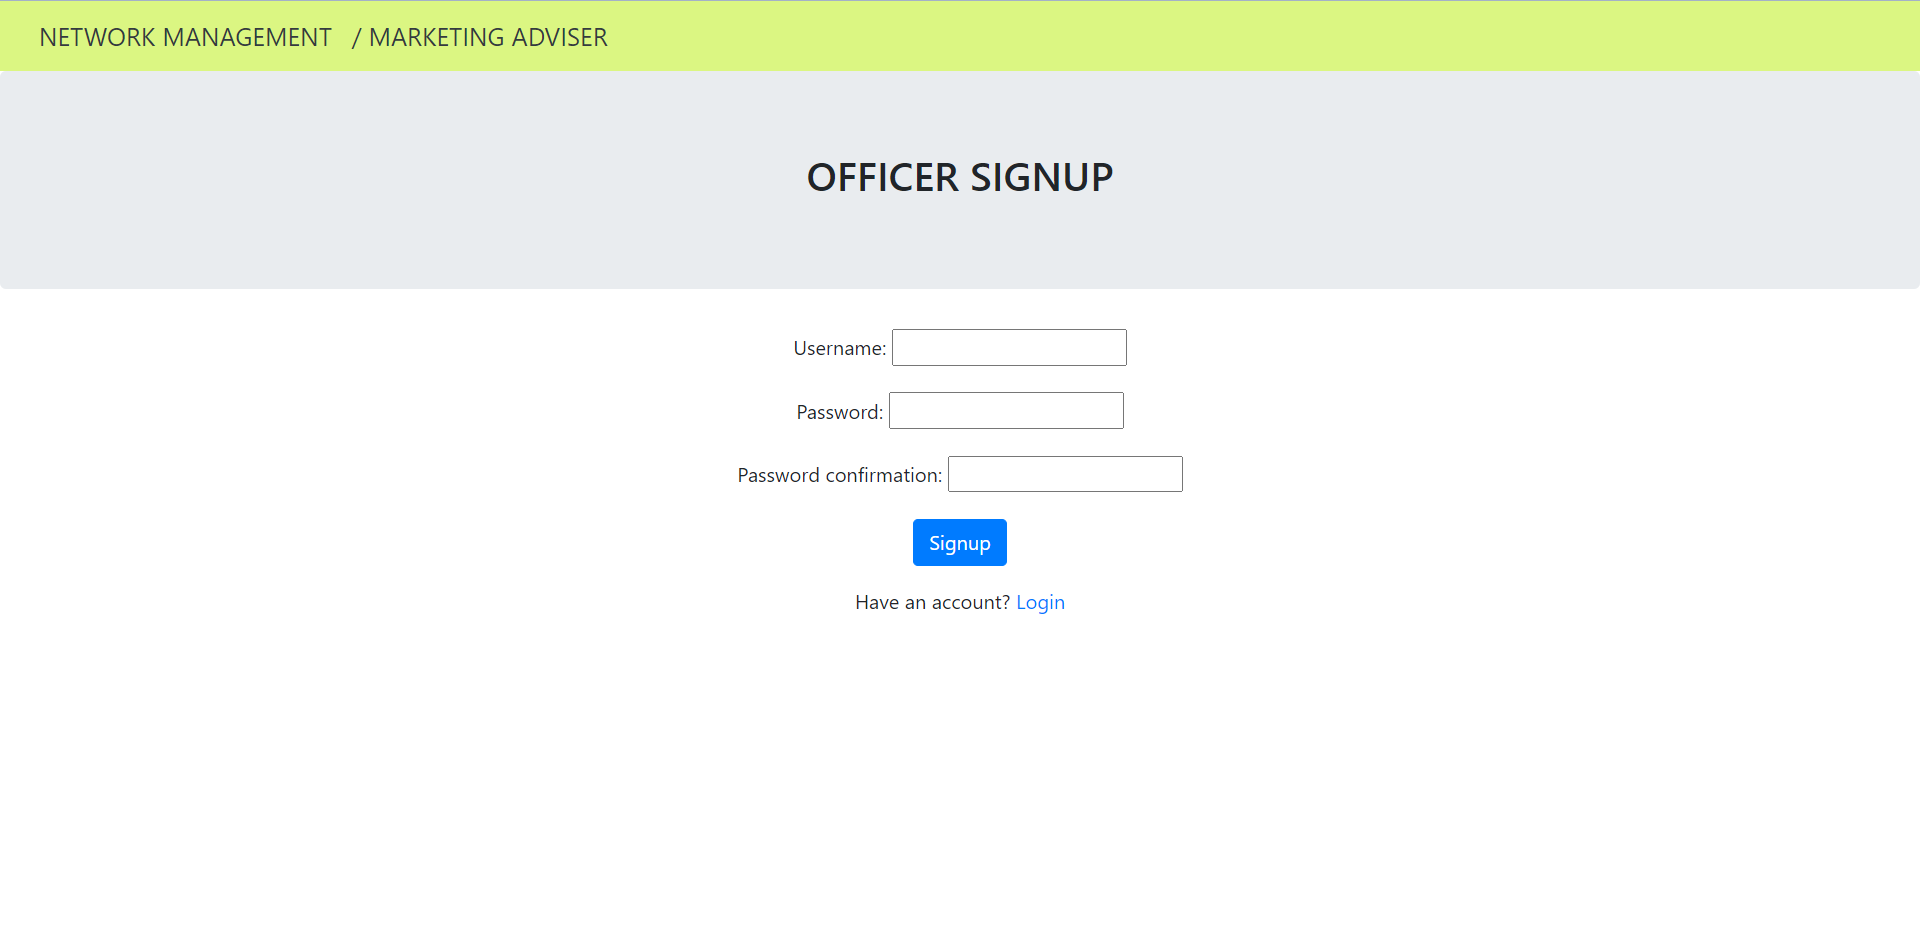 NETWORK MANAGEMENT / MARKETING ADVISER
OFFICER SIGNUP
Username:
Password:
Password confirmation:
Signup
Have an account? Login